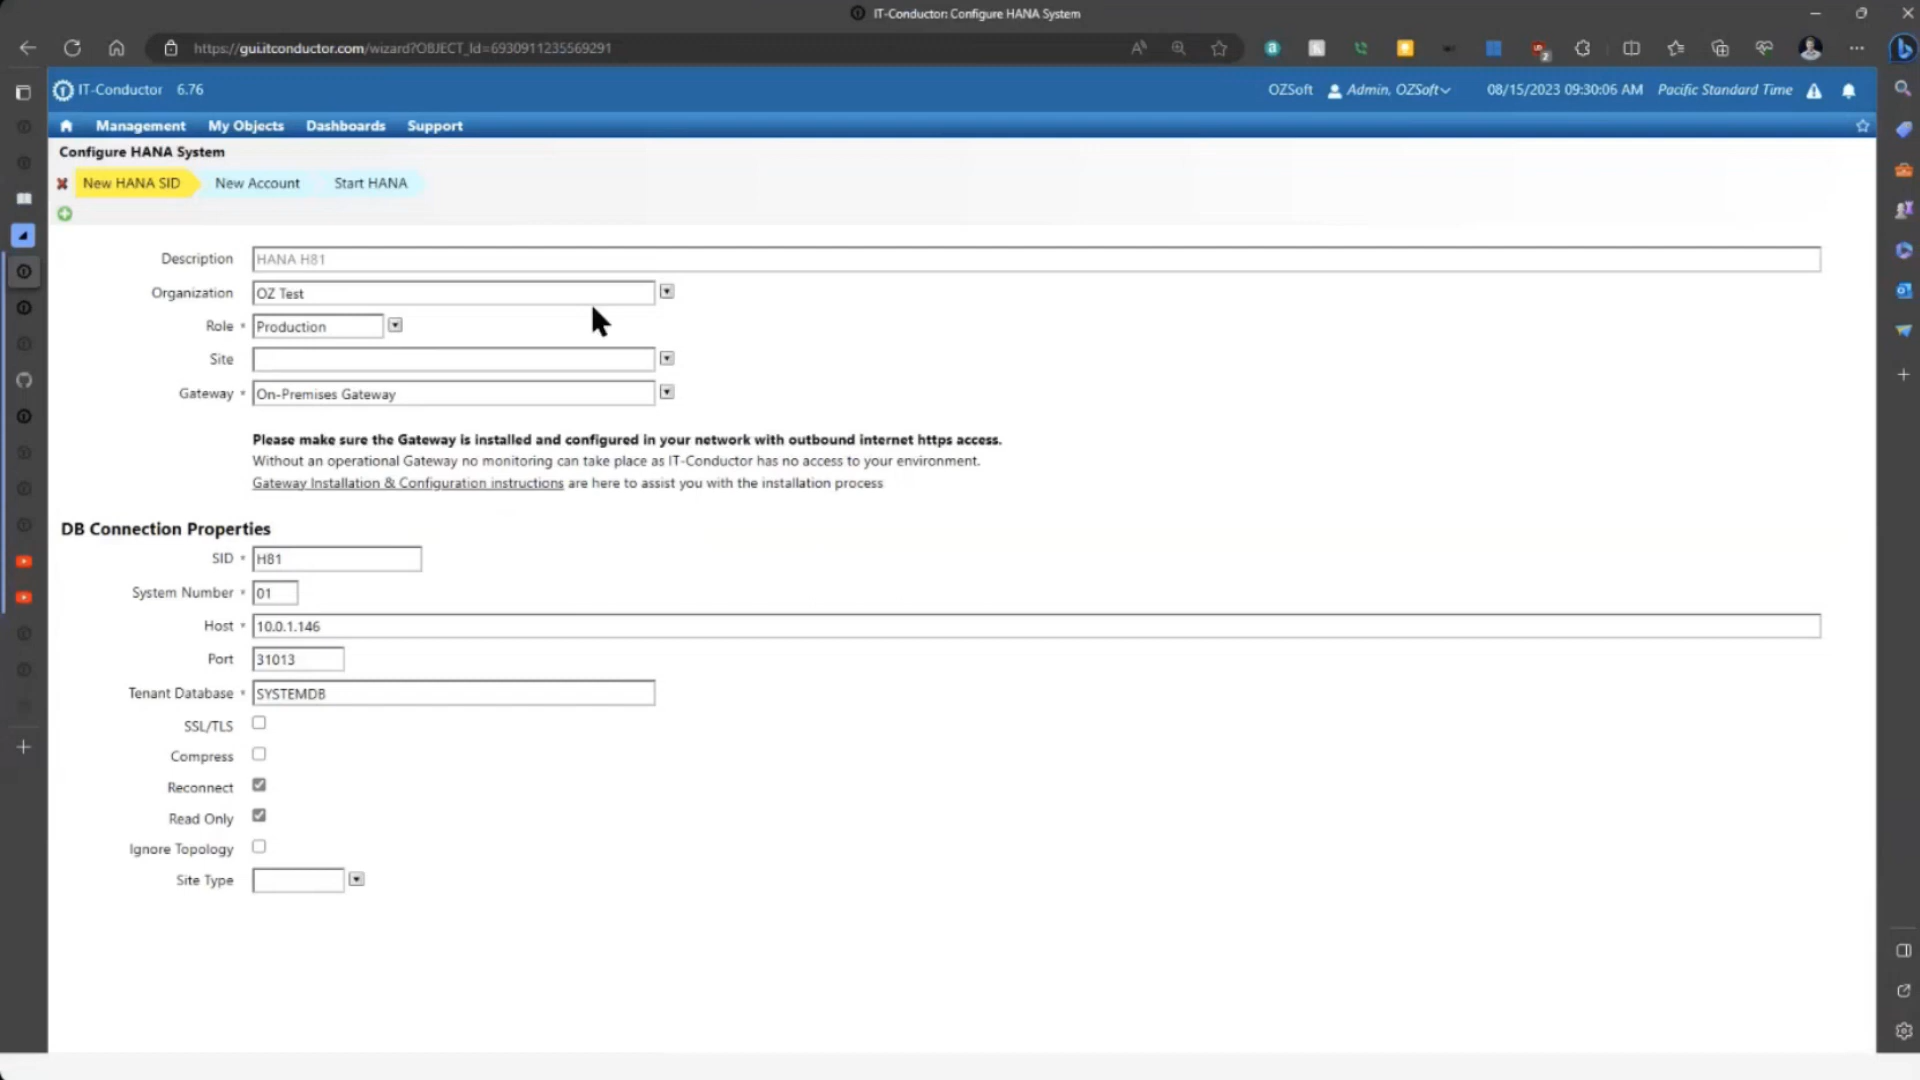 IT-Conductor: Configure HANA System
https://gui.itconductor.com/wizard?OBJECT_Id=6930911235569291
IT-Conductor 6.76
OZSoft Admin, OZSoft 08/15/2023 09:30:06 AM Pacific Standard Time
Management My Objects Dashboards Support
Configure HANA System
New HANA SID New Account Start HANA
Description HANA H81
Organization OZ Test
Role * Production
Site
Gateway * On-Premises Gateway
Please make sure the Gateway is installed and configured in your network with outbound internet https access.
Without an operational Gateway no monitoring can take place as IT-Conductor has no access to your environment.
Gateway Installation & Configuration instructions are here to assist you with the installation process
DB Connection Properties
SID * H81
System Number * 01
Host * 10.0.1.146
Port 31013
Tenant Database * SYSTEMDB
SSL/TLS
Compress
Reconnect
Read Only
Ignore Topology
Site Type